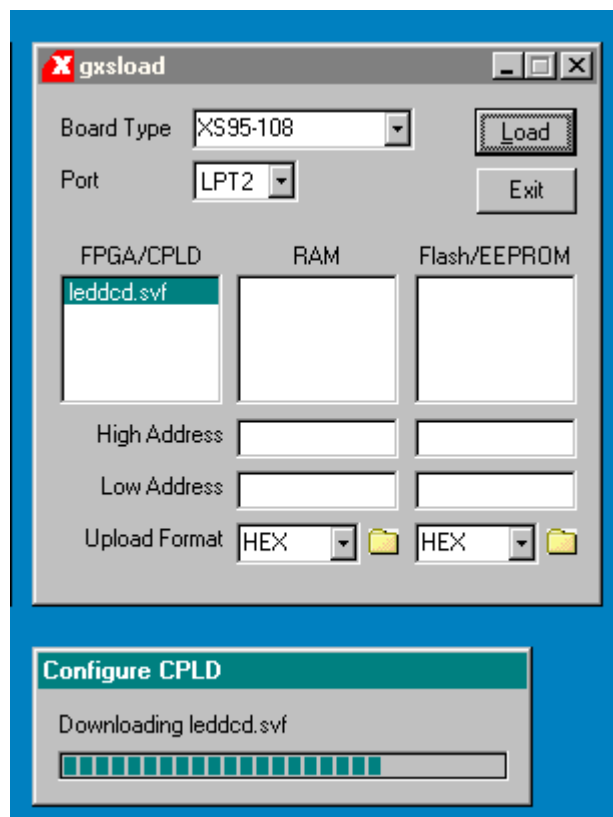 X gxsload
Board Type XS95-108 Load
Port LPT2 Exit
FPGA/CPLD RAM Flash/EEPROM
leddcd.svf
High Address
Low Address
Upload Format HEX HEX
Configure CPLD
Downloading leddcd.svf